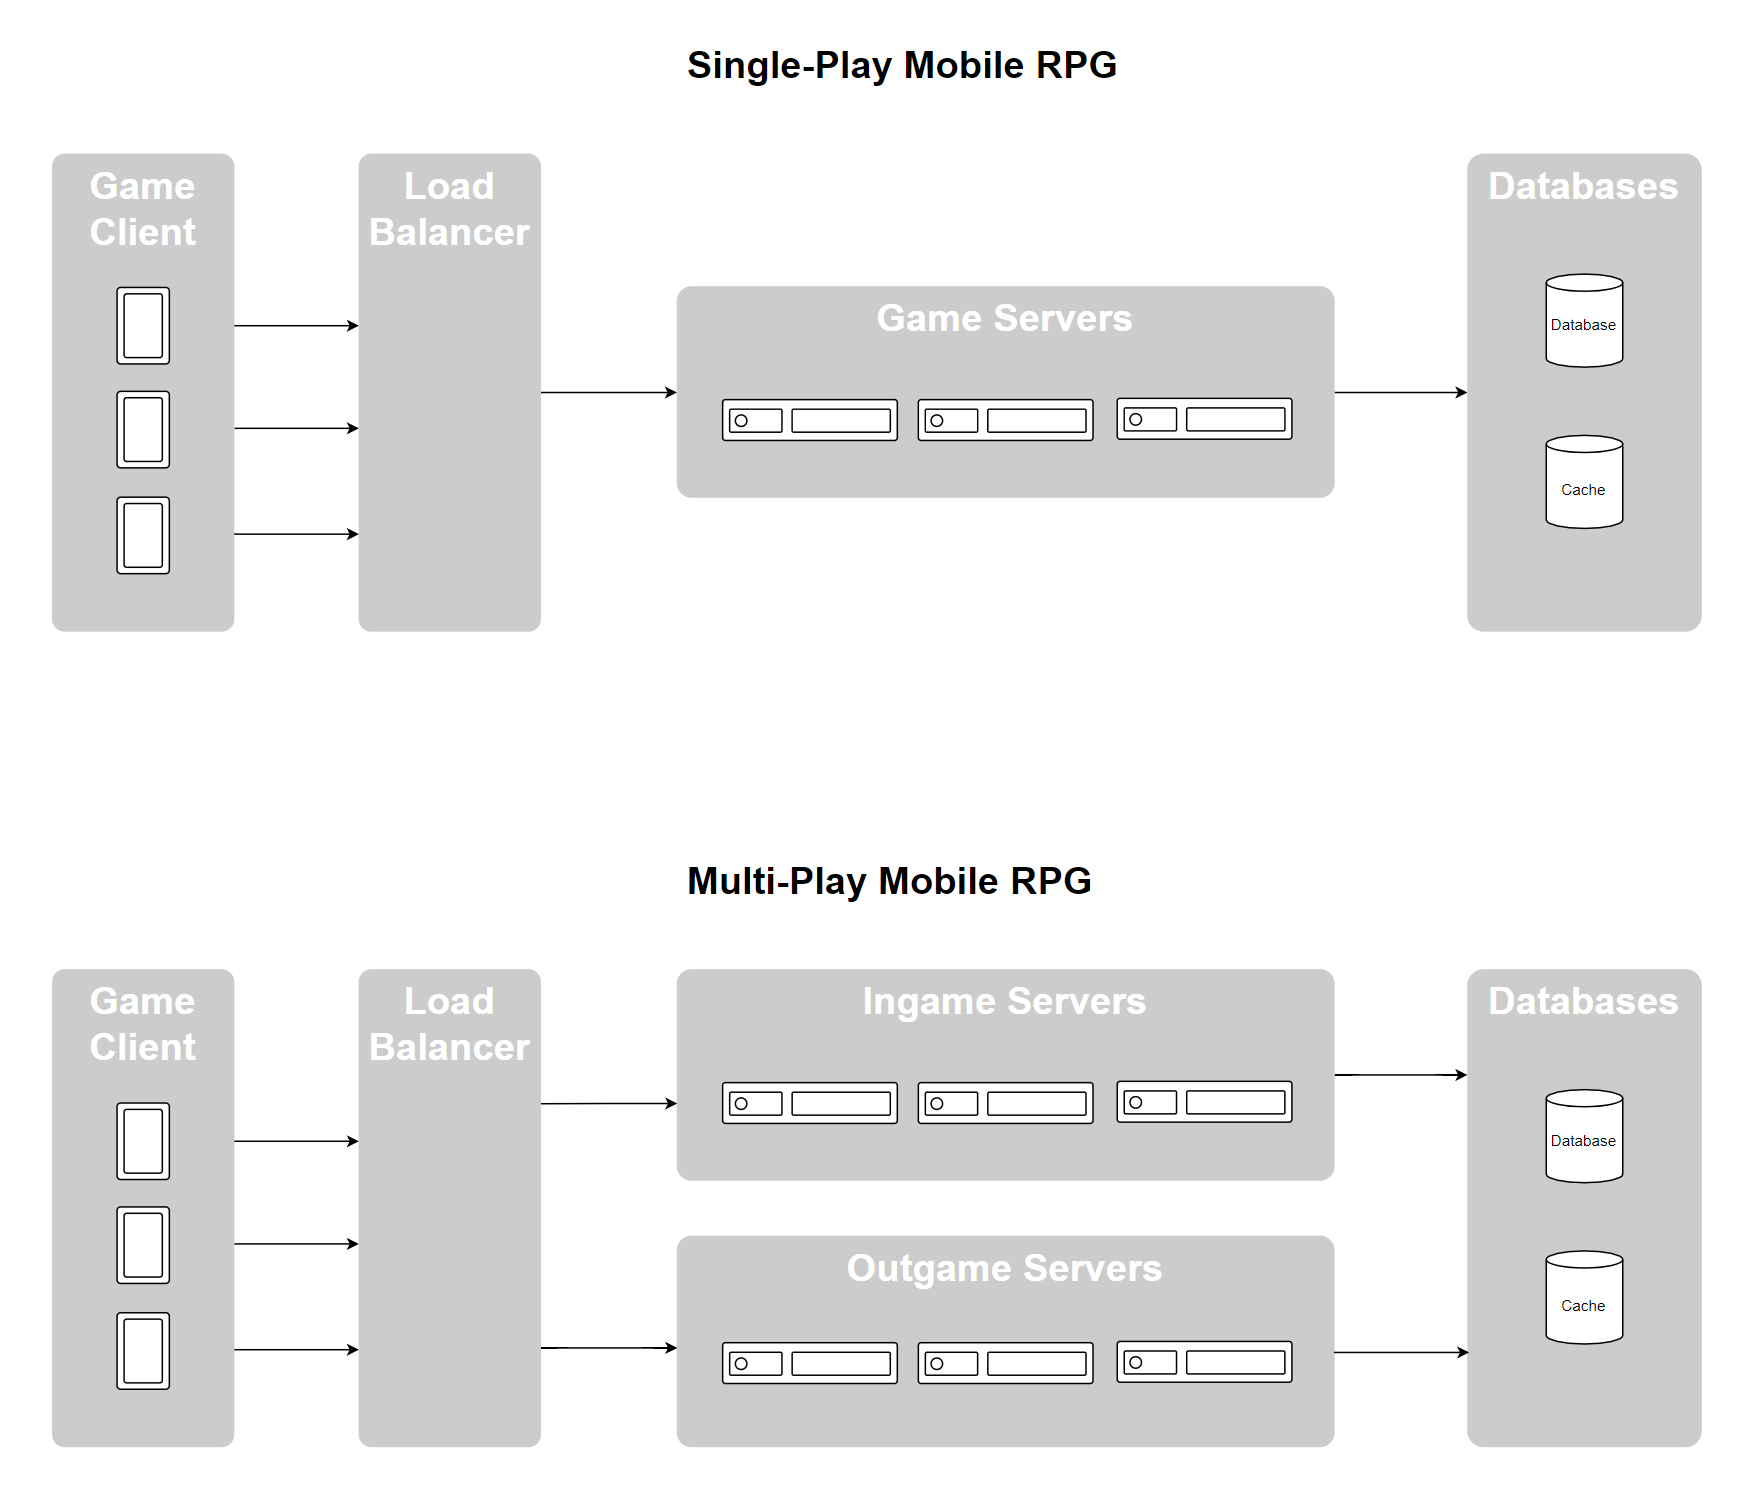 Single-Play Mobile RPG
Game
Client
Load
Balancer
Game Servers
Databases
Database
Cache
Multi-Play Mobile RPG
Game
Client
Load
Balancer
Ingame Servers
Outgame Servers
Databases
Database
Cache